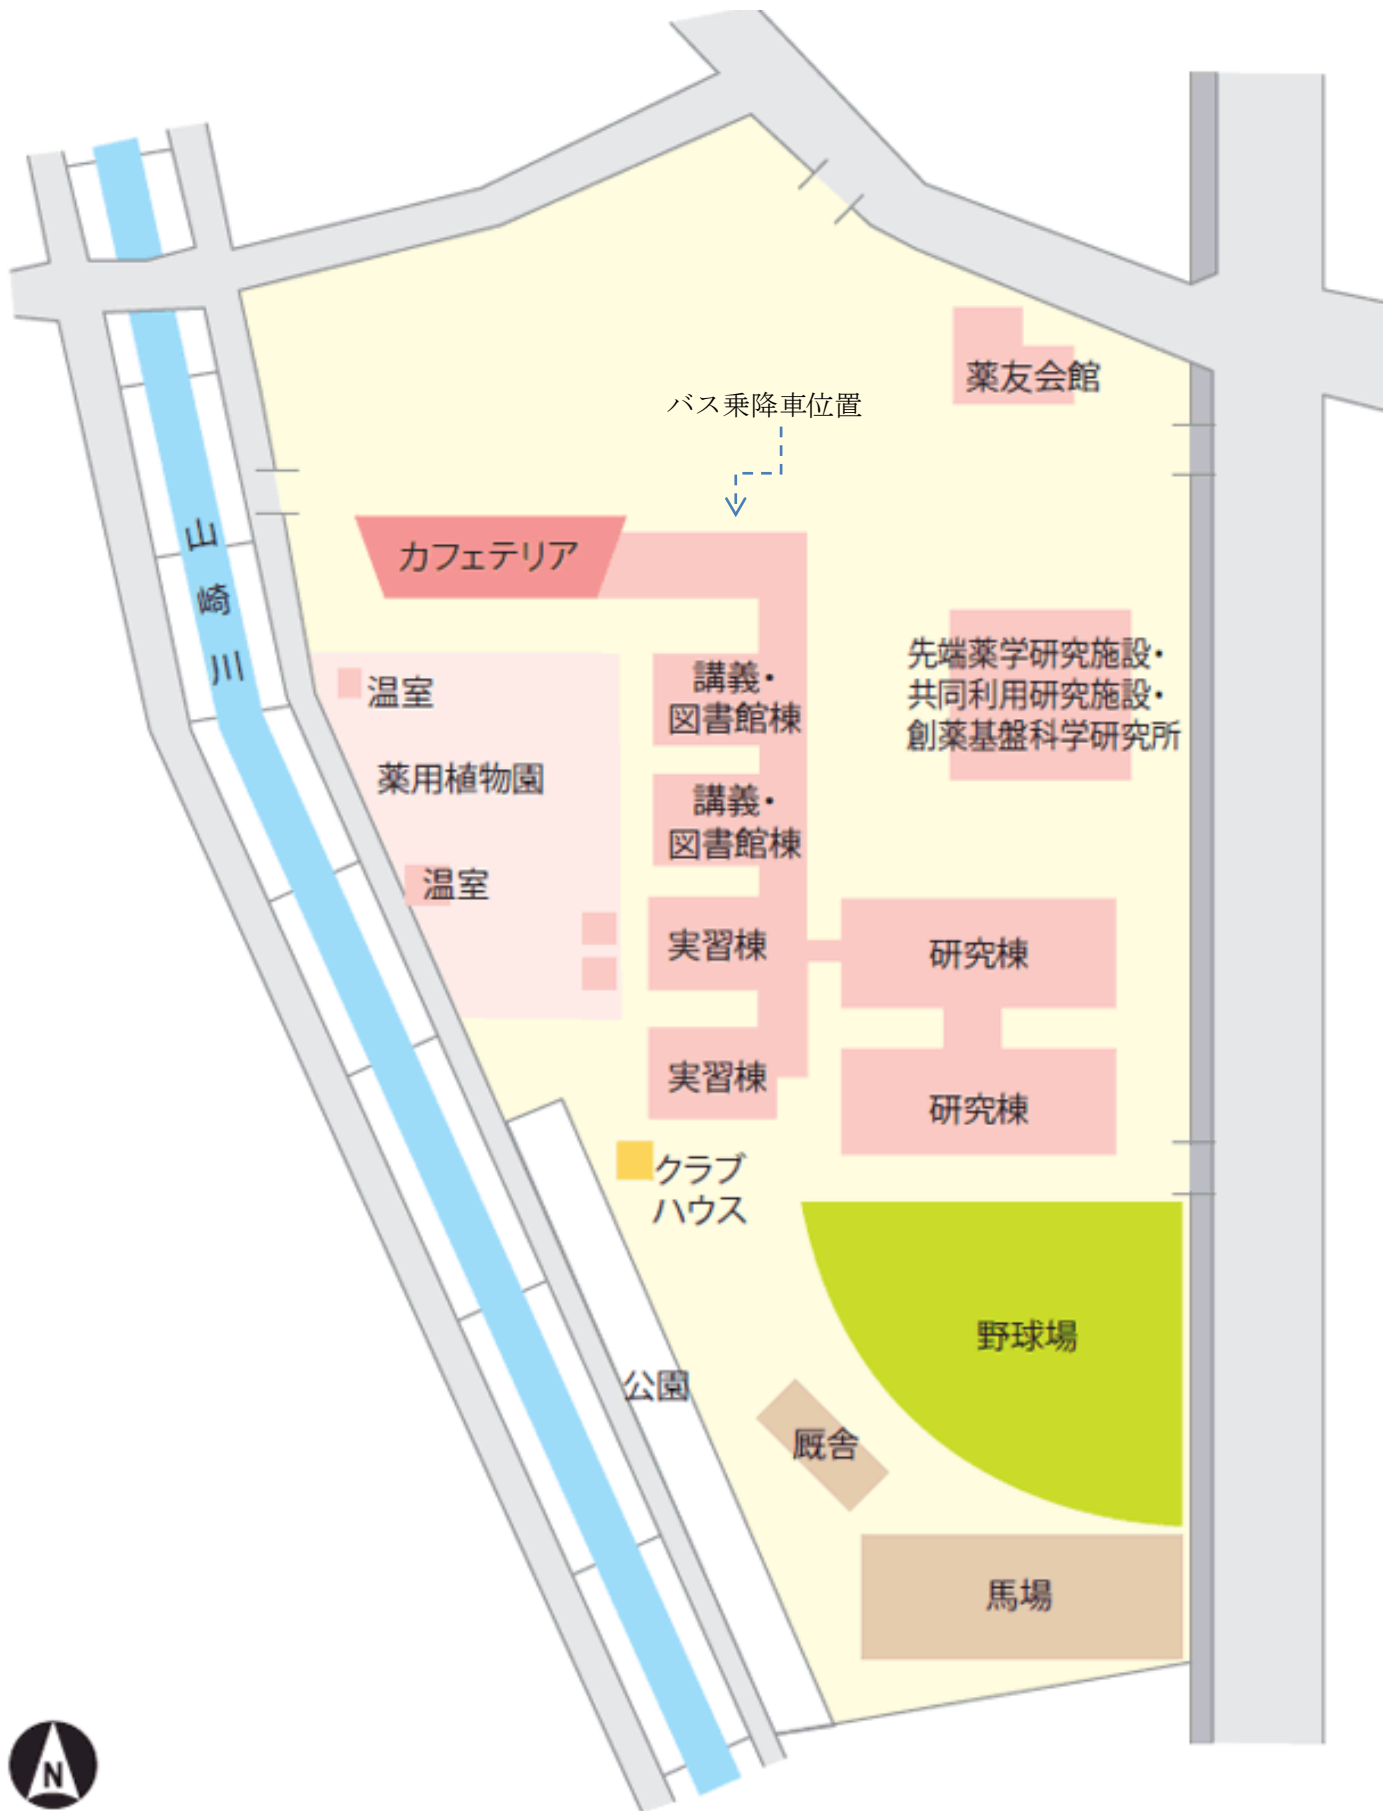 薬友会館
バス乗降車位置
カフェテリア
山
崎
川
温室
薬用植物園
温室
講義・
図書館棟
講義・
図書館棟
先端薬学研究施設・
共同利用研究施設・
創薬基盤科学研究所
実習棟
研究棟
実習棟
研究棟
クラブ
ハウス
野球場
公園
厩舎
馬場
N